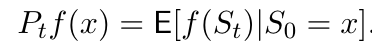 P_t f(x) = E[f(S_t)|S_0 = x].